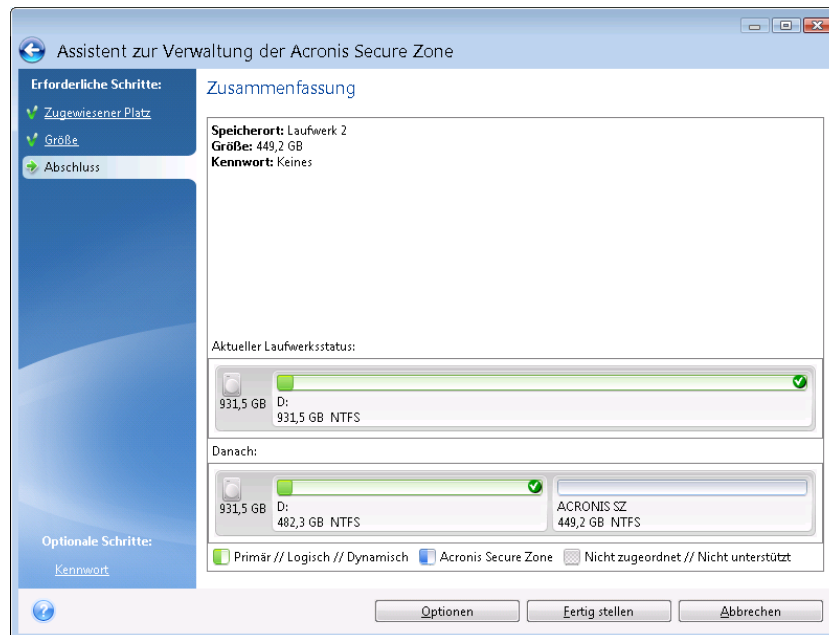 Assistent zur Verwaltung der Acronis Secure Zone
Erforderliche Schritte:
Zugewiesener Platz
Größe
Abschluss
Zusammenfassung
Speicherort: Laufwerk 2
Größe: 449,2 GB
Kennwort: Keines
Aktueller Laufwerksstatus:
931,5 GB
D:
931,5 GB NTFS
Danach:
931,5 GB
D:
482,3 GB NTFS
ACRONIS SZ
449,2 GB NTFS
Primär // Logisch // Dynamisch Acronis Secure Zone Nicht zugeordnet // Nicht unterstützt
Optionale Schritte:
Kennwort
Optionen Fertig stellen Abbrechen